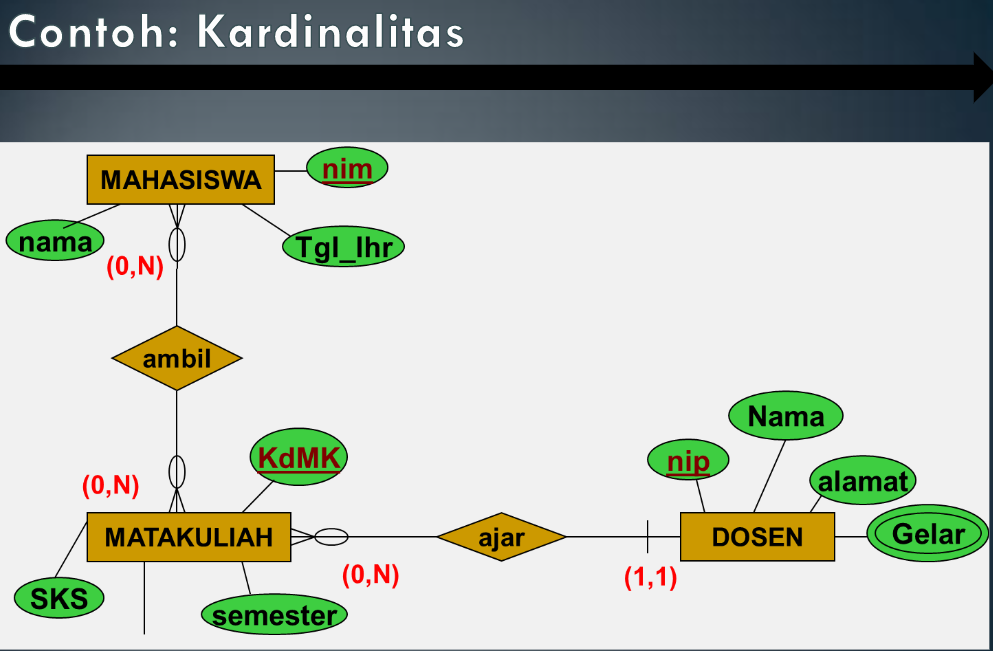 Contoh: Kardinalitas
MAHASISWA
nim
nama
Tgl_lhr
(0,N)
ambil
(0,N)
KdMK
MATAKULIAH
SKS
semester
(0,N)
ajar
(1,1)
DOSEN
nip
Nama
alamat
Gelar